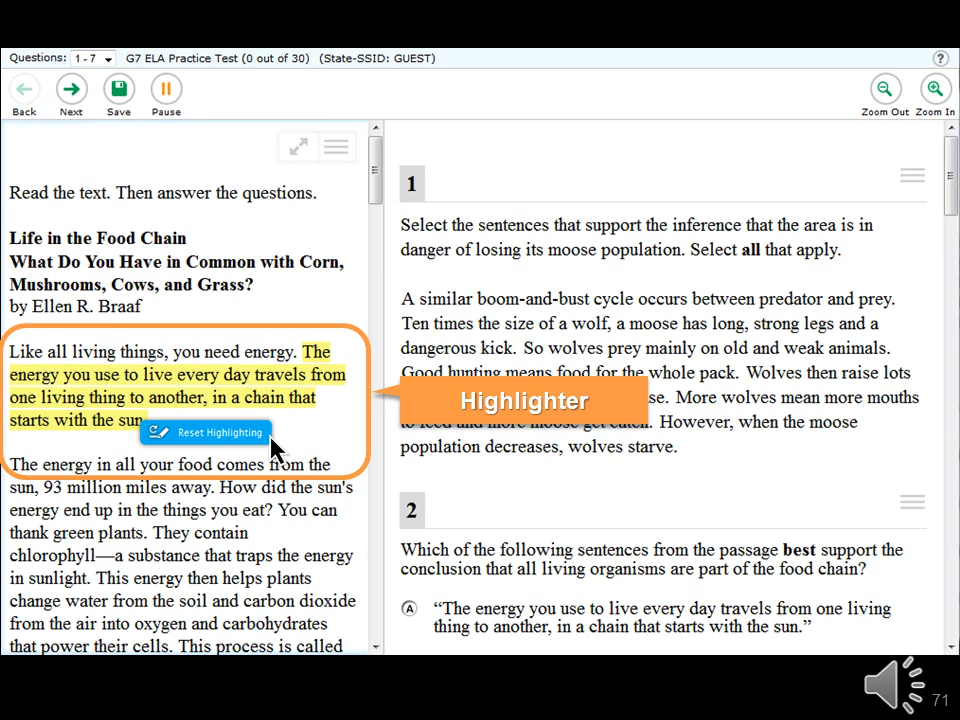 Questions: 1 - 7 G7 ELA Practice Test (0 out of 30) (State-SSID: GUEST) ?
Back Next Save Pause Zoom Out Zoom In
Read the text. Then answer the questions.
Life in the Food Chain
What Do You Have in Common with Corn,
Mushrooms, Cows, and Grass?
by Ellen R. Braaf
Like all living things, you need energy. The
energy you use to live every day travels from
one living thing to another, in a chain that
starts with the sun
Reset Highlighting
The energy in all your food comes from the
sun, 93 million miles away. How did the sun's
energy end up in the things you eat? You can
thank green plants. They contain
chlorophyll—a substance that traps the energy
in sunlight. This energy then helps plants
change water from the soil and carbon dioxide
from the air into oxygen and carbohydrates
that power their cells. This process is called
1
Select the sentences that support the inference that the area is in
danger of losing its moose population. Select all that apply.
A similar boom-and-bust cycle occurs between predator and prey.
Ten times the size of a wolf, a moose has long, strong legs and a
dangerous kick. So wolves prey mainly on old and weak animals.
Good hunting means food for the whole pack. Wolves then raise lots
se. More wolves mean more mouths
to feed and more moose get eaten. However, when the moose
population decreases, wolves starve.
Highlighter
2
Which of the following sentences from the passage best support the
conclusion that all living organisms are part of the food chain?
A “The energy you use to live every day travels from one living
thing to another, in a chain that starts with the sun.”
71